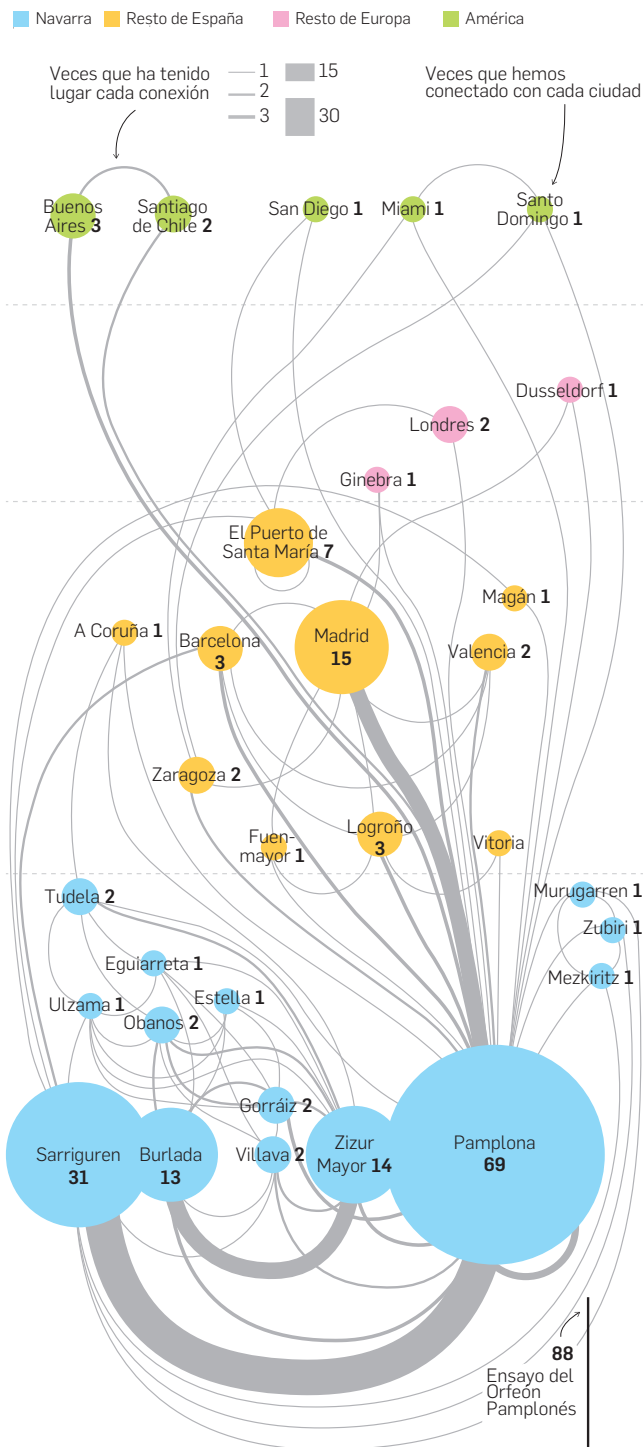 Navarra
Resto de España
Resto de Europa
América
Veces que ha tenido
lugar cada conexión
1
2
3
15
30
Veces que hemos
conectado con cada ciudad
Buenos
Aires 3
Santiago
de Chile 2
San Diego 1
Miami 1
Santo
Domingo 1
Dusseldorf 1
Londres 2
Ginebra 1
El Puerto de
Santa María 7
Magán 1
A Coruña 1
Barcelona
3
Madrid
15
Valencia 2
Zaragoza 2
Fuen-
mayor 1
Logroño
3
Vitoria
Tudela 2
Murugarren 1
Zubiri 1
Mezkiritz 1
Eguiarreta 1
Ulzama 1
Estella 1
Obanos 2
Gorráiz 2
Sarriguren
31
Burlada
13
Villava 2
Zizur
Mayor 14
Pamplona
69
88
Ensayo del
Orfeón
Pamplonés